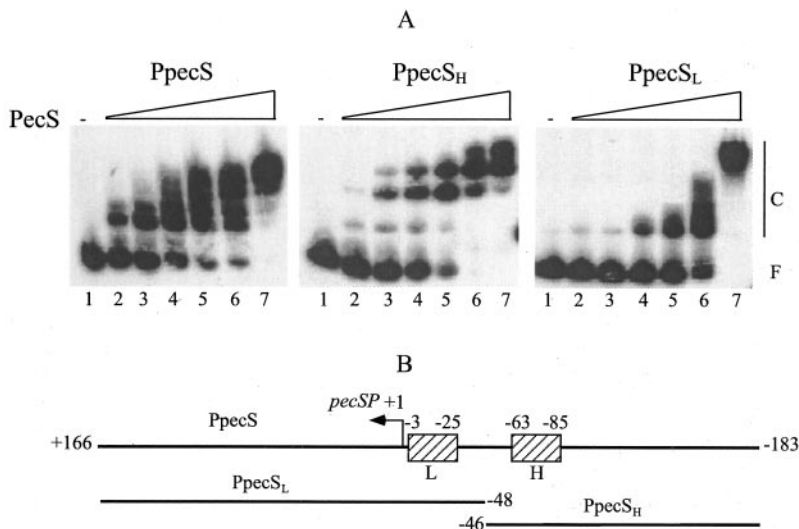 A
PpecS PpecS_H PpecS_L
PecS - - -
C
F
1 2 3 4 5 6 7 1 2 3 4 5 6 7 1 2 3 4 5 6 7
B
pecSP +1 -3 -25 -63 -85
PpecS
+166 -183
L H
PpecS_L -48
-46 PpecS_H